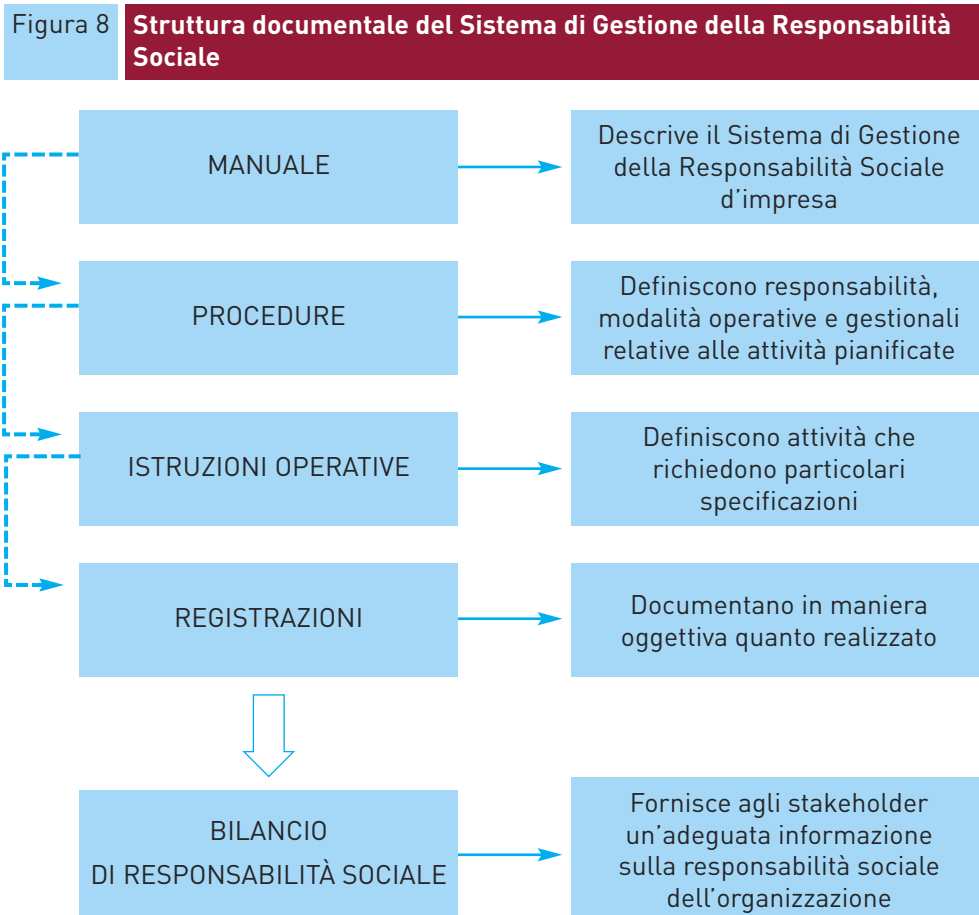 Figura 8
Struttura documentale del Sistema di Gestione della Responsabilità
Sociale
MANUALE
Descrive il Sistema di Gestione
della Responsabilità Sociale
d’impresa
PROCEDURE
Definiscono responsabilità,
modalità operative e gestionali
relative alle attività pianificate
ISTRUZIONI OPERATIVE
Definiscono attività che
richiedono particolari
specificazioni
REGISTRAZIONI
Documentano in maniera
oggettiva quanto realizzato
BILANCIO
DI RESPONSABILITÀ SOCIALE
Fornisce agli stakeholder
un’adeguata informazione
sulla responsabilità sociale
dell’organizzazione